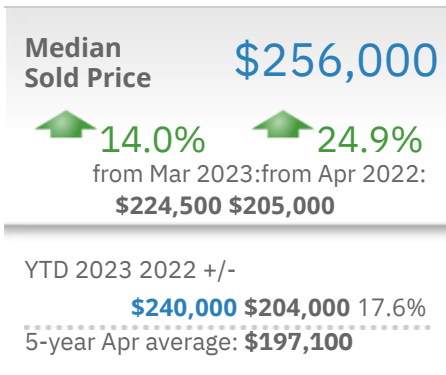 Median
Sold Price
$256,000
14.0% 24.9%
from Mar 2023:from Apr 2022:
$224,500 $205,000
YTD 2023 2022 +/-
$240,000 $204,000 17.6%
5-year Apr average: $197,100